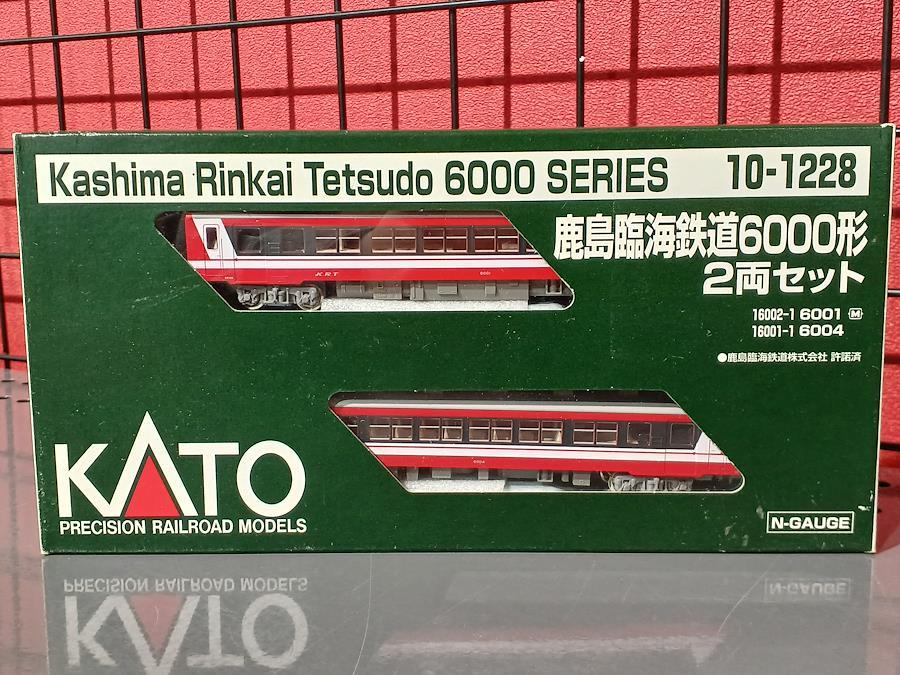 Kashima Rinkai Tetsudo 6000 SERIES 10-1228
鹿島臨海鉄道6000形
2両セット
16002-1 6001 M
16001-1 6004
●鹿島臨海鉄道株式会社 許諾済
K.R.T 6001
6004
KATO
PRECISION RAILROAD MODELS
N-GAUGE